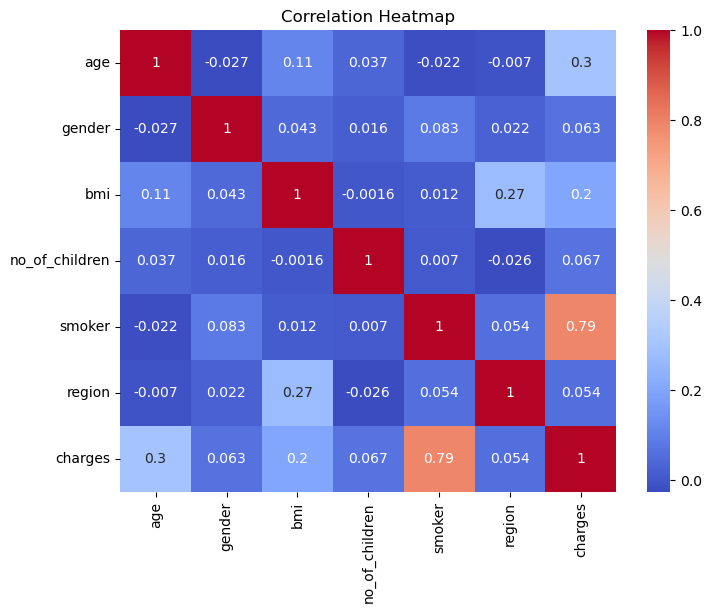 Correlation Heatmap
age 1 -0.027 0.11 0.037 -0.022 -0.007 0.3
gender -0.027 1 0.043 0.016 0.083 0.022 0.063
bmi 0.11 0.043 1 -0.0016 0.012 0.27 0.2
no_of_children 0.037 0.016 -0.0016 1 0.007 -0.026 0.067
smoker -0.022 0.083 0.012 0.007 1 0.054 0.79
region -0.007 0.022 0.27 -0.026 0.054 1 0.054
charges 0.3 0.063 0.2 0.067 0.79 0.054 1
age gender bmi no_of_children smoker region charges
1.0
0.8
0.6
0.4
0.2
0.0